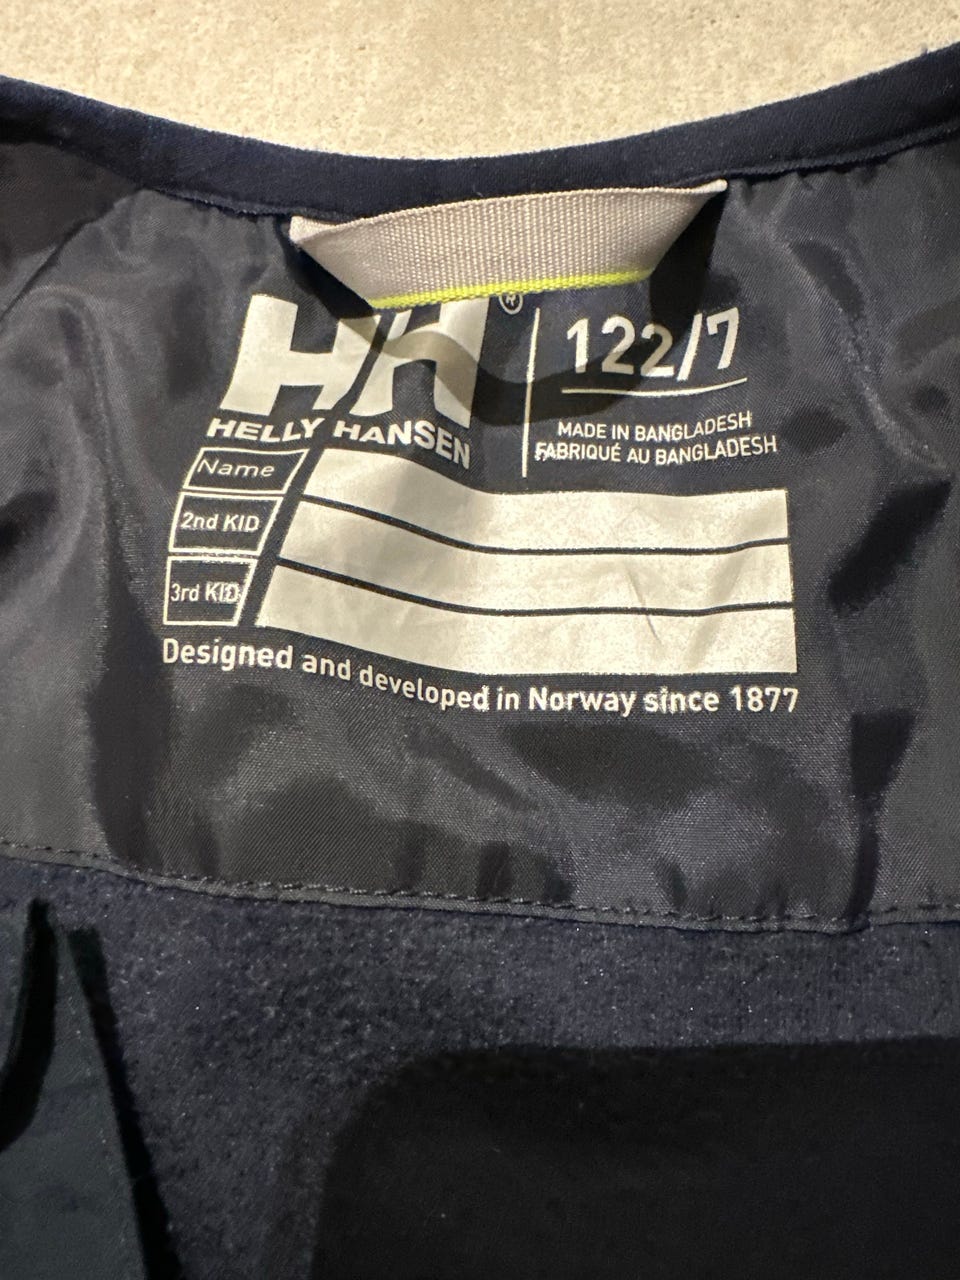 HH®
HELLY HANSEN
122/7
MADE IN BANGLADESH
FABRIQUÉ AU BANGLADESH
Name
2nd KID
3rd KID
Designed and developed in Norway since 1877